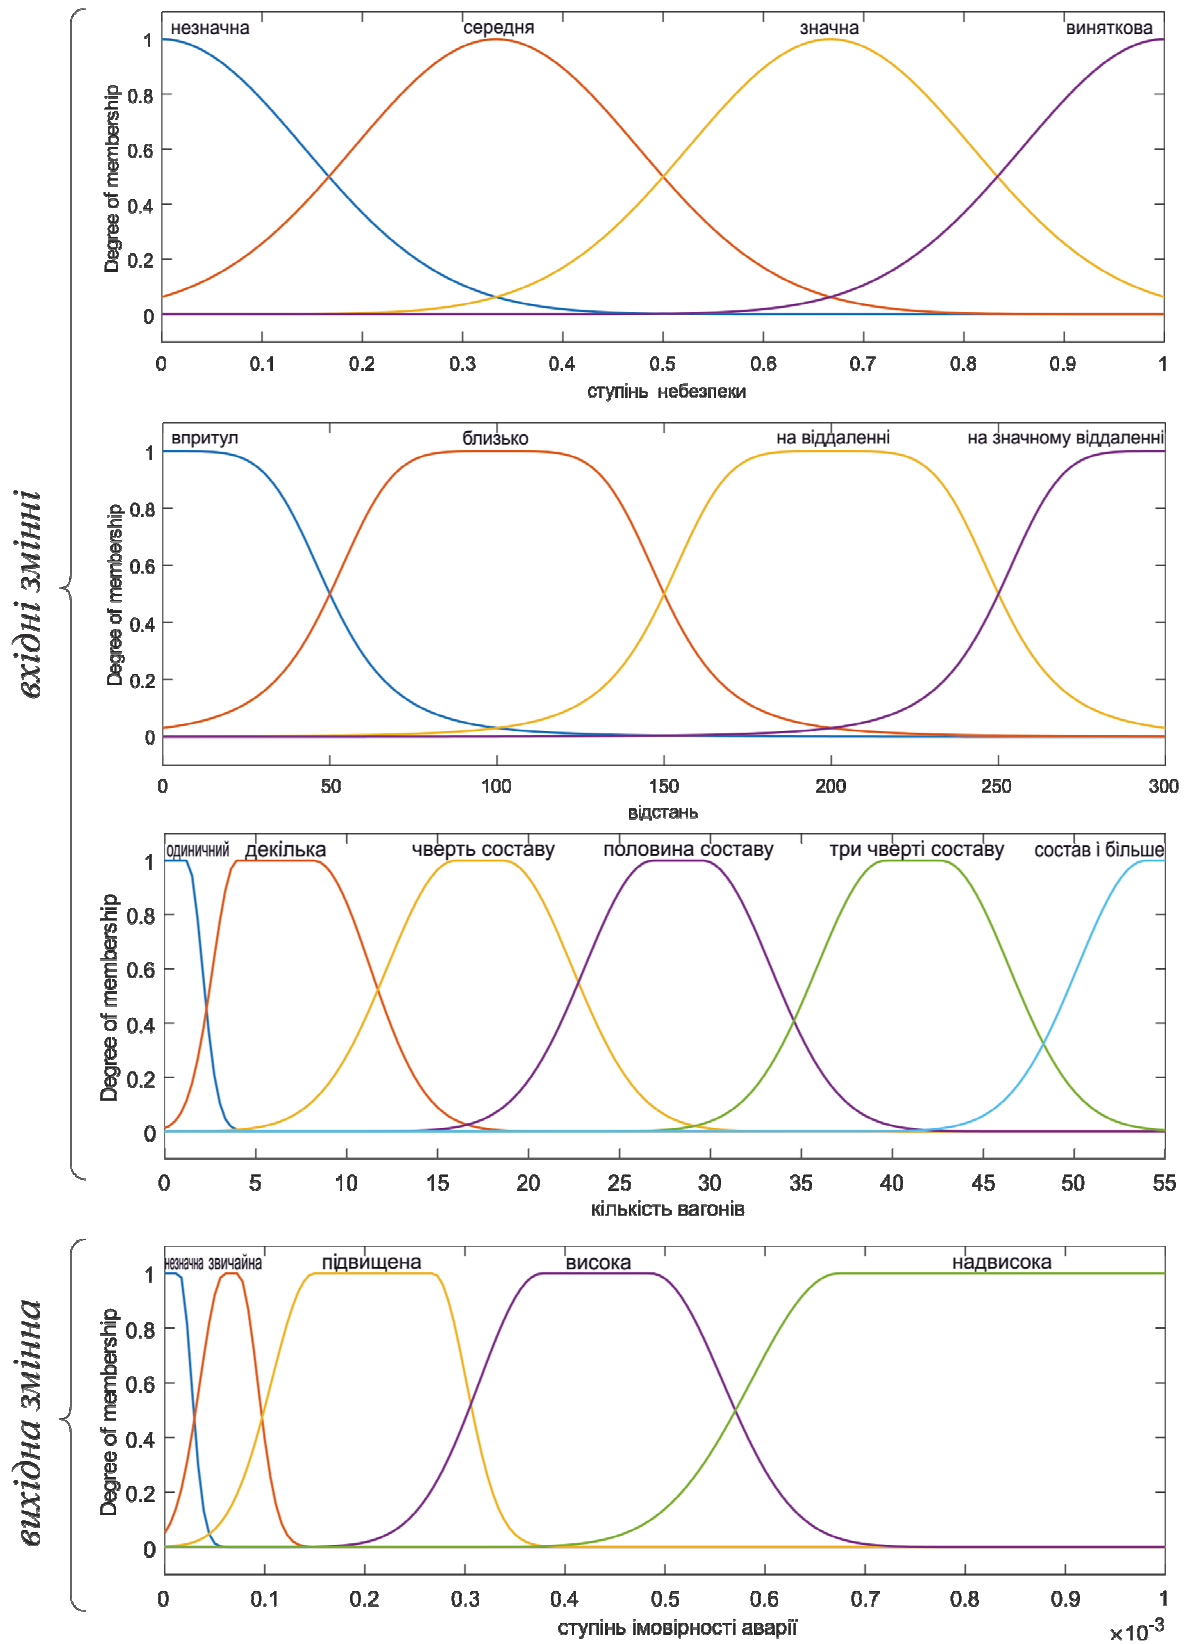 вхідні змінні
незначна середня значна виняткова
Degree of membership
1
0.8
0.6
0.4
0.2
0
0 0.1 0.2 0.3 0.4 0.5 0.6 0.7 0.8 0.9 1
ступінь небезпеки
впритул близько на віддаленні на значному віддаленні
Degree of membership
1
0.8
0.6
0.4
0.2
0
0 50 100 150 200 250 300
відстань
одиничний декілька чверть составу половина составу три чверті составу состав і більше
Degree of membership
1
0.8
0.6
0.4
0.2
0
0 5 10 15 20 25 30 35 40 45 50 55
кількість вагонів
вихідна змінна
незначна звичайна підвищена висока надвисока
Degree of membership
1
0.8
0.6
0.4
0.2
0
0 0.1 0.2 0.3 0.4 0.5 0.6 0.7 0.8 0.9 1
ступінь імовірності аварії
×10⁻³